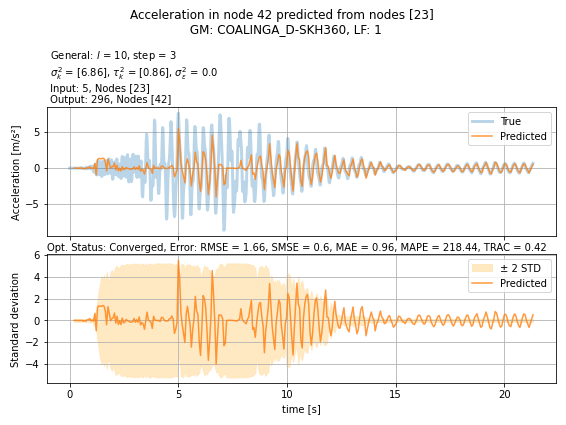 Acceleration in node 42 predicted from nodes [23]
GM: COALINGA_D-SKH360, LF: 1
General: l = 10, step = 3
σ²ₖ = [6.86], τ²ₖ = [0.86], σ²ε = 0.0
Input: 5, Nodes [23]
Output: 296, Nodes [42]
Acceleration [m/s²]
5
0
−5
True
Predicted
Opt. Status: Converged, Error: RMSE = 1.66, SMSE = 0.6, MAE = 0.96, MAPE = 218.44, TRAC = 0.42
Standard deviation
6
4
2
0
−2
−4
± 2 STD
Predicted
0 5 10 15 20
time [s]